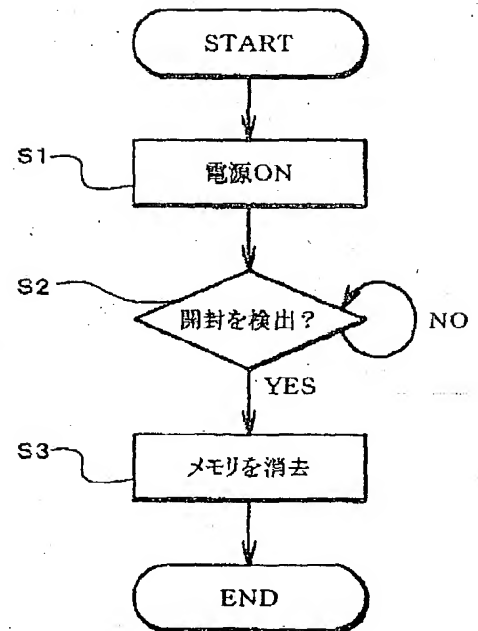 START
S1
電源ON
S2
開封を検出?
NO
YES
S3
メモリを消去
END